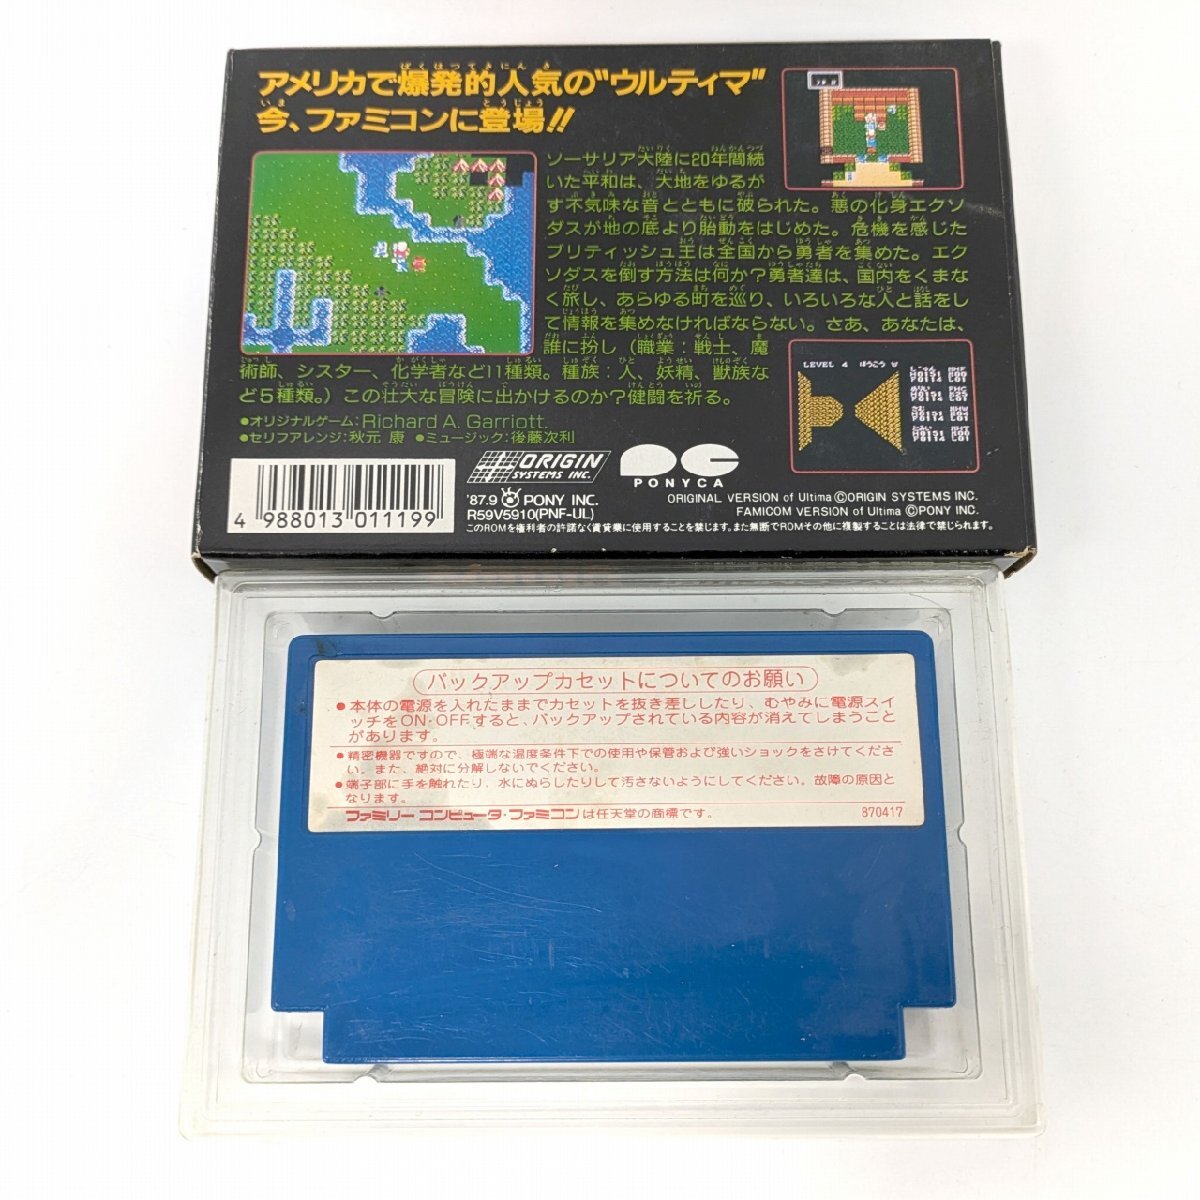 アメリカで爆発的人気の"ウルティマ"
今、ファミコンに登場!!
ソーサリア大陸に20年間続
いた平和は、大地をゆるが
す不気味な音とともに破られた。悪の化身エクソ
ダスが地の底より胎動をはじめた。危機を感じた
ブリティッシュ王は全国から勇者を集めた。エク
ソダスを倒す方法は何か?勇者達は、国内をくまな
く旅し、あらゆる町を巡り、いろいろな人と話をし
て情報を集めなければならない。さあ、あなたは、
誰に扮し(職業:戦士、魔
術師、シスター、化学者など11種類。種族:人、妖精、獣族な
ど5種類。)この壮大な冒険に出かけるのか?健闘を祈る。
●オリジナルゲーム:Richard A. Garriott.
●セリフアレンジ:秋元 康 ●ミュージック:後藤次利
LEVEL 4 ほうこう W
ORIGIN
SYSTEMS INC.
PONYCA
4 988013 011199
'87.9 PONY INC.
R59V5910(PNF-UL)
ORIGINAL VERSION of Ultima ©ORIGIN SYSTEMS INC.
FAMICOM VERSION of Ultima ©PONY INC.
このROMを権利者の許諾なく賃貸業に使用することを禁じます。また無断でROMその他に複製することは法律で禁じられます。
バックアップカセットについてのお願い
●本体の電源を入れたままでカセットを抜き差ししたり、むやみに電源スイ
ッチをON・OFFすると、バックアップされている内容が消えてしまうこと
があります。
●精密機器ですので、極端な温度条件下での使用や保管および強いショックをさけてくださ
い。また、絶対に分解しないでください。
●端子部に手を触れたり、水にぬらしたりして汚さないようにしてください。故障の原因と
なります。
ファミリーコンピュータ・ファミコンは任天堂の商標です。
870417